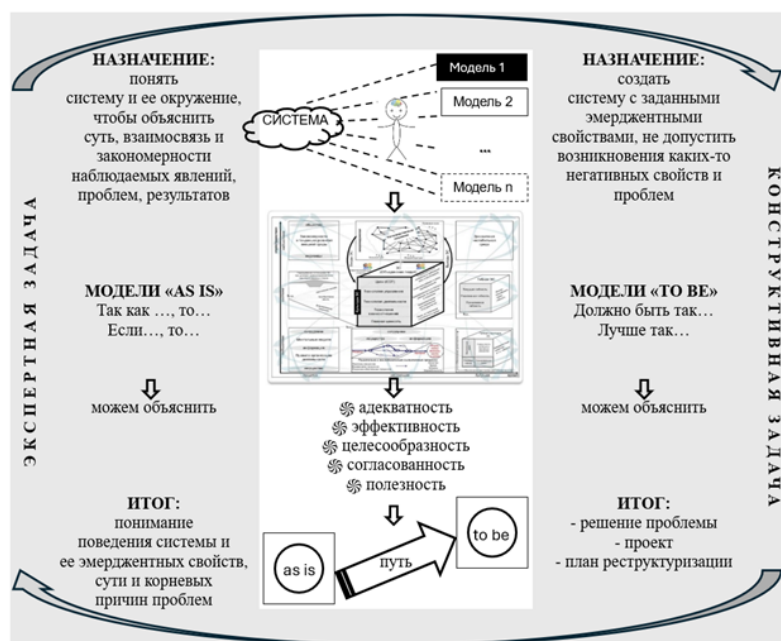 ЭКСПЕРТНАЯ ЗАДАЧА
НАЗНАЧЕНИЕ:
понять
систему и ее окружение,
чтобы объяснить
суть, взаимосвязь и
закономерности
наблюдаемых явлений,
проблем, результатов
МОДЕЛИ «AS IS»
Так как …, то…
Если…, то…
можем объяснить
ИТОГ:
понимание
поведения системы и
ее эмерджентных свойств,
сути и корневых
причин проблем
СИСТЕМА
Модель 1
Модель 2
...
Модель n
адекватность
эффективность
целесообразность
согласованность
полезность
as is
путь
to be
НАЗНАЧЕНИЕ:
создать
систему с заданными
эмерджентными
свойствами, не допустить
возникновения каких-то
негативных свойств и
проблем
МОДЕЛИ «TO BE»
Должно быть так…
Лучше так…
можем объяснить
ИТОГ:
- решение проблемы
- проект
- план реструктуризации
КОНСТРУКТИВНАЯ ЗАДАЧА